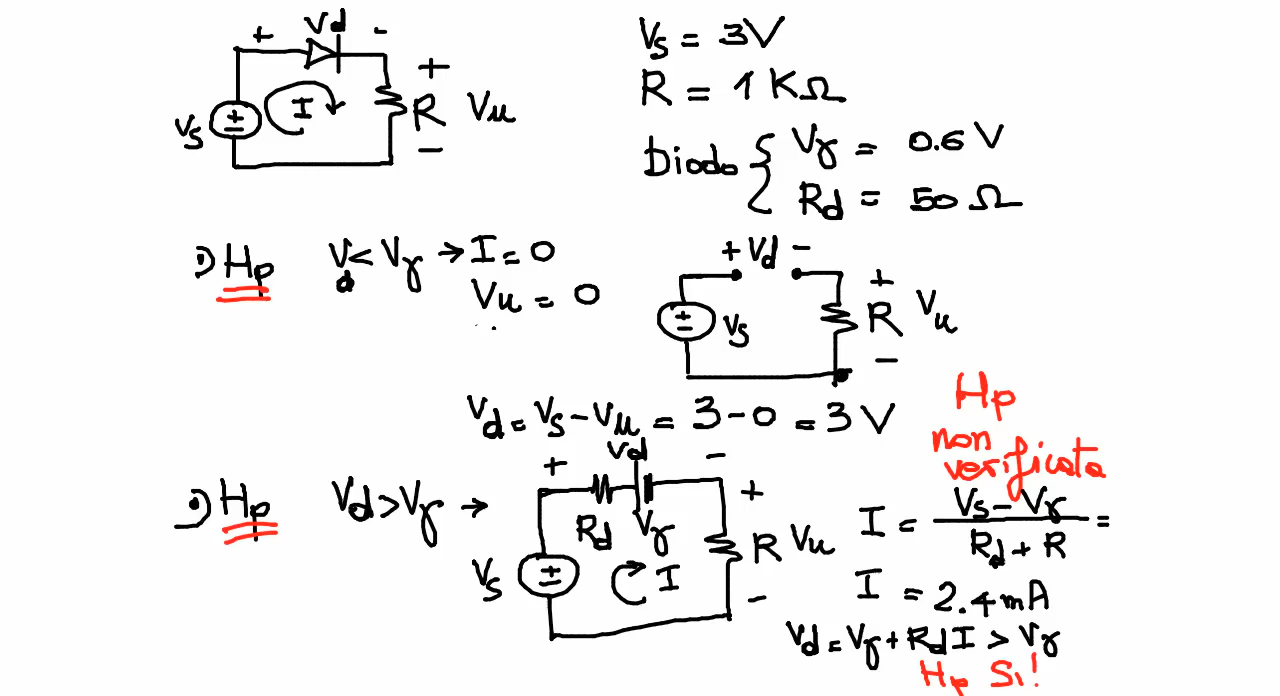 + Vd -
Vs I R + Vu -
Vs = 3V
R = 1 KΩ
Diodo { Vγ = 0.6 V
Rd = 50 Ω
1) Hp Vd < Vγ → I = 0
Vu = 0
+ Vd -
Vs R + Vu -
Vd = Vs - Vu = 3 - 0 = 3 V
Hp
non
verificata
1) Hp Vd > Vγ →
+ Vd -
Rd Vγ
Vs I R + Vu -
I = (Vs - Vγ) / (Rd + R) =
I = 2.4 mA
Vd = Vγ + Rd I > Vγ
Hp Si!